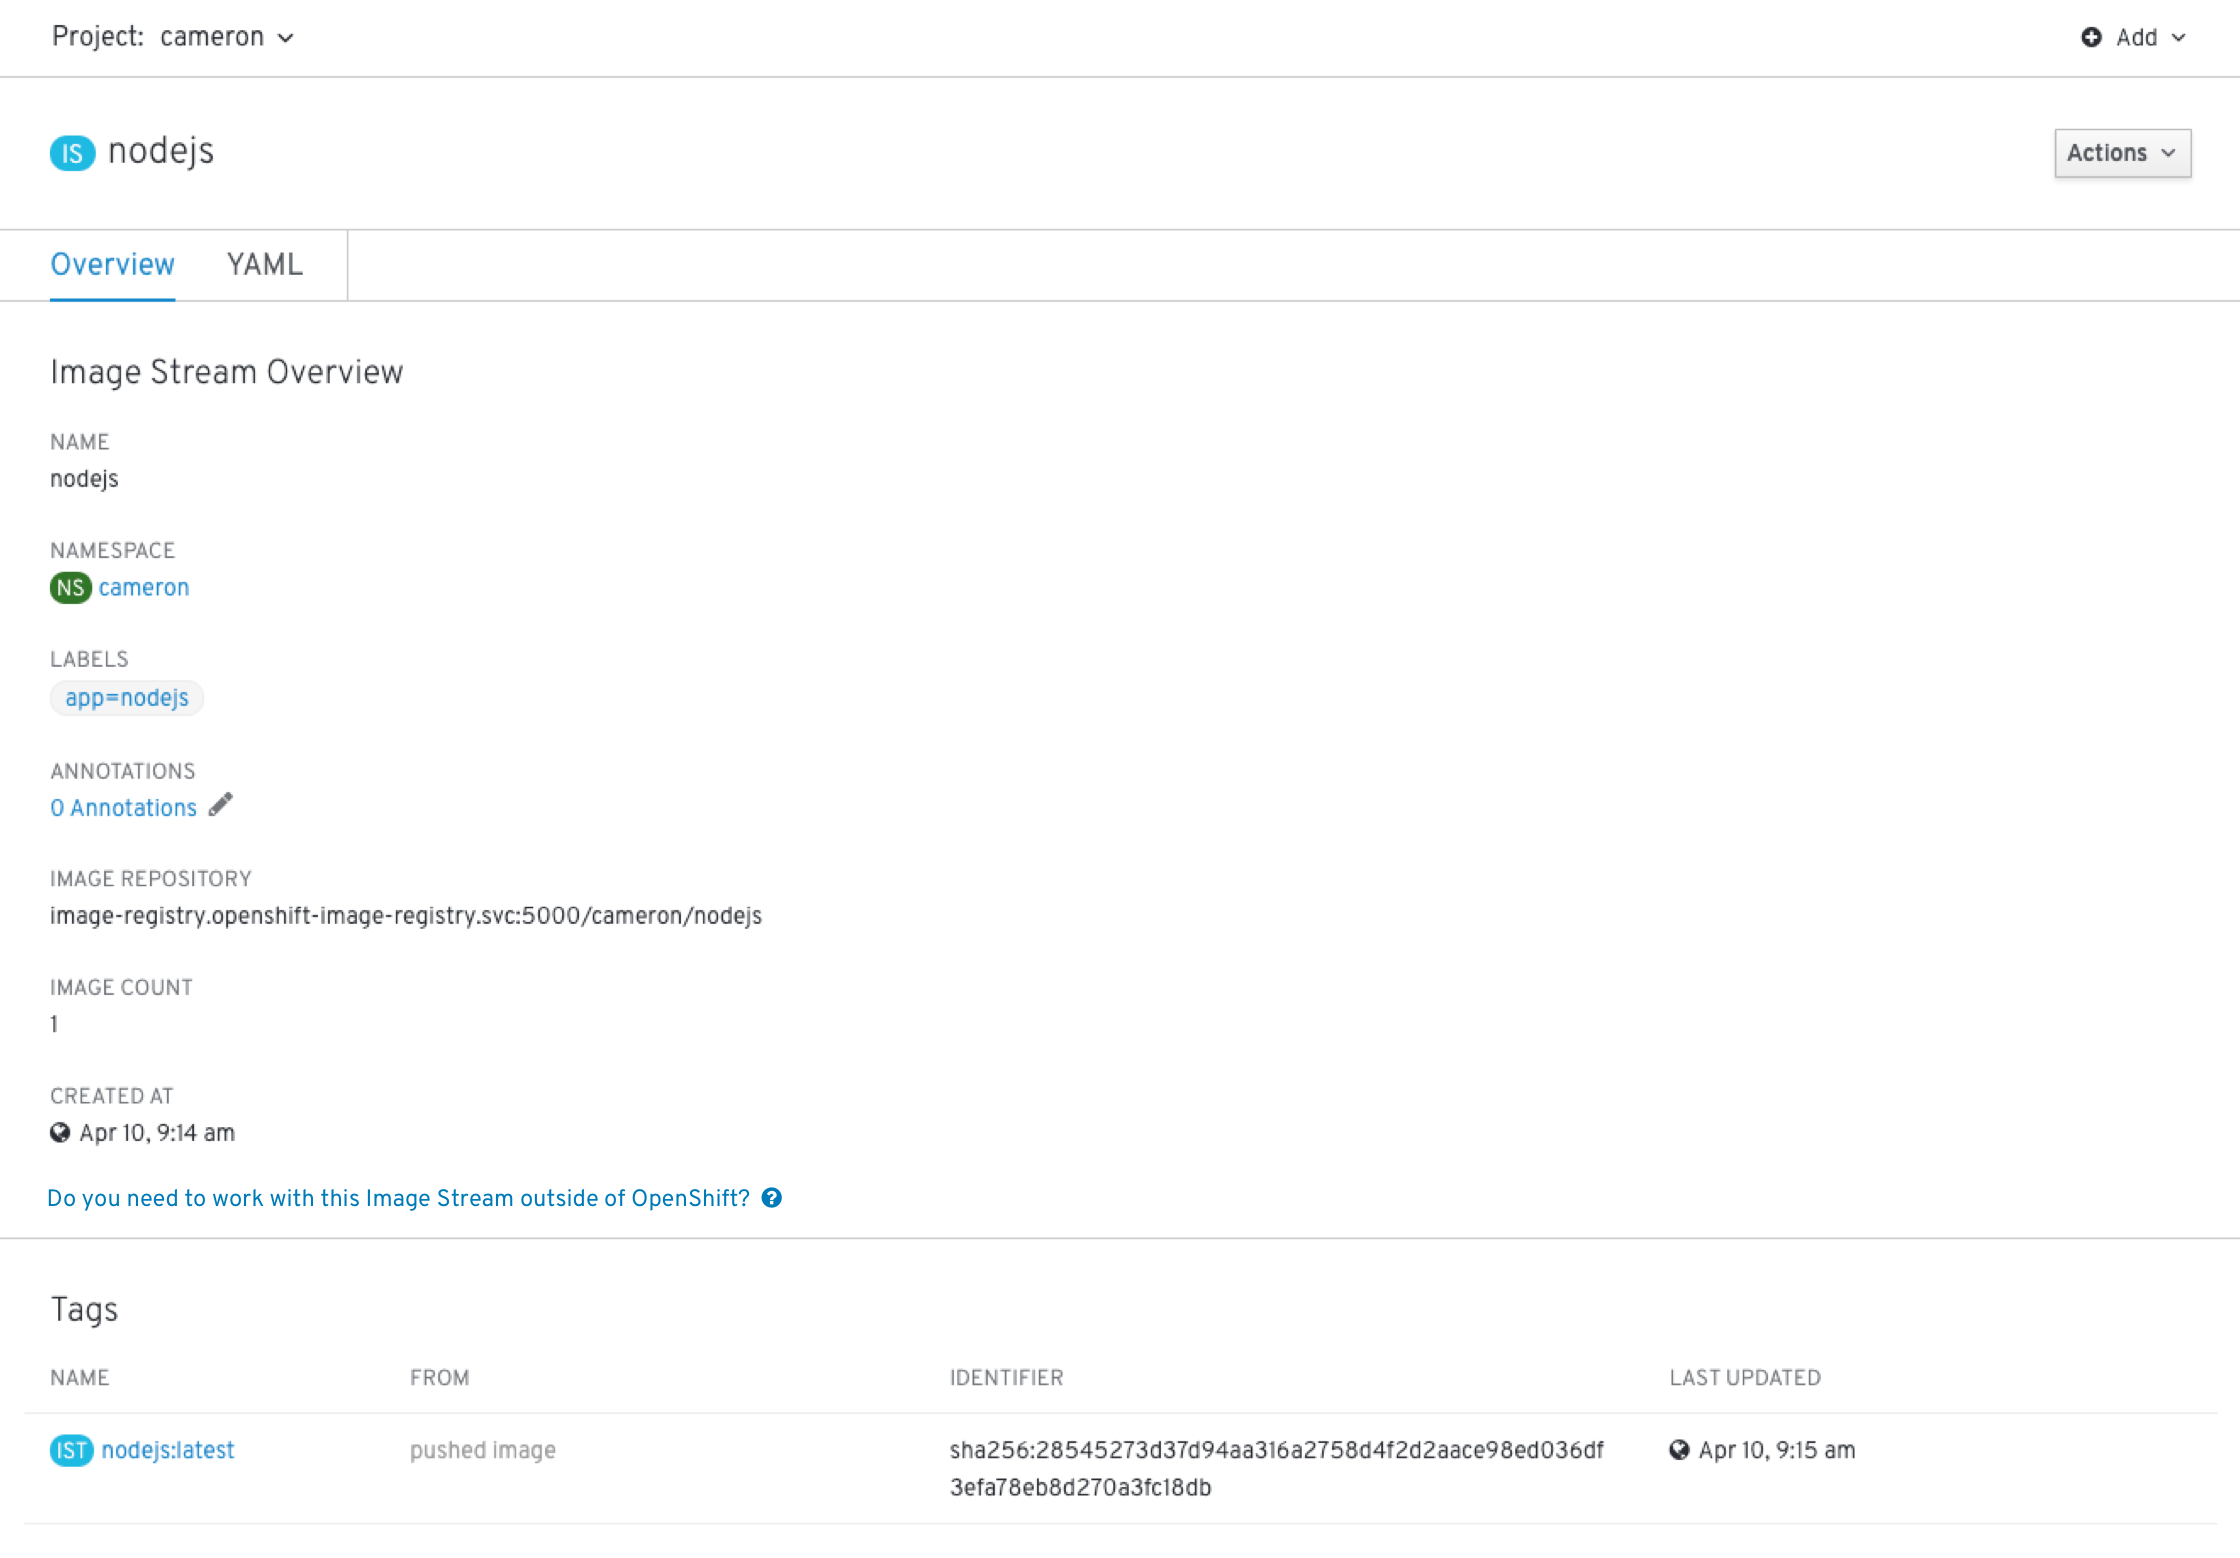 Project: cameron
Add
IS nodejs
Actions
Overview YAML
Image Stream Overview
NAME
nodejs
NAMESPACE
NS cameron
LABELS
app=nodejs
ANNOTATIONS
0 Annotations
IMAGE REPOSITORY
image-registry.openshift-image-registry.svc:5000/cameron/nodejs
IMAGE COUNT
1
CREATED AT
Apr 10, 9:14 am
Do you need to work with this Image Stream outside of OpenShift?
Tags
NAME FROM IDENTIFIER LAST UPDATED
IST nodejs:latest pushed image sha256:28545273d37d94aa316a2758d4f2d2aace98ed036df Apr 10, 9:15 am
3efa78eb8d270a3fc18db